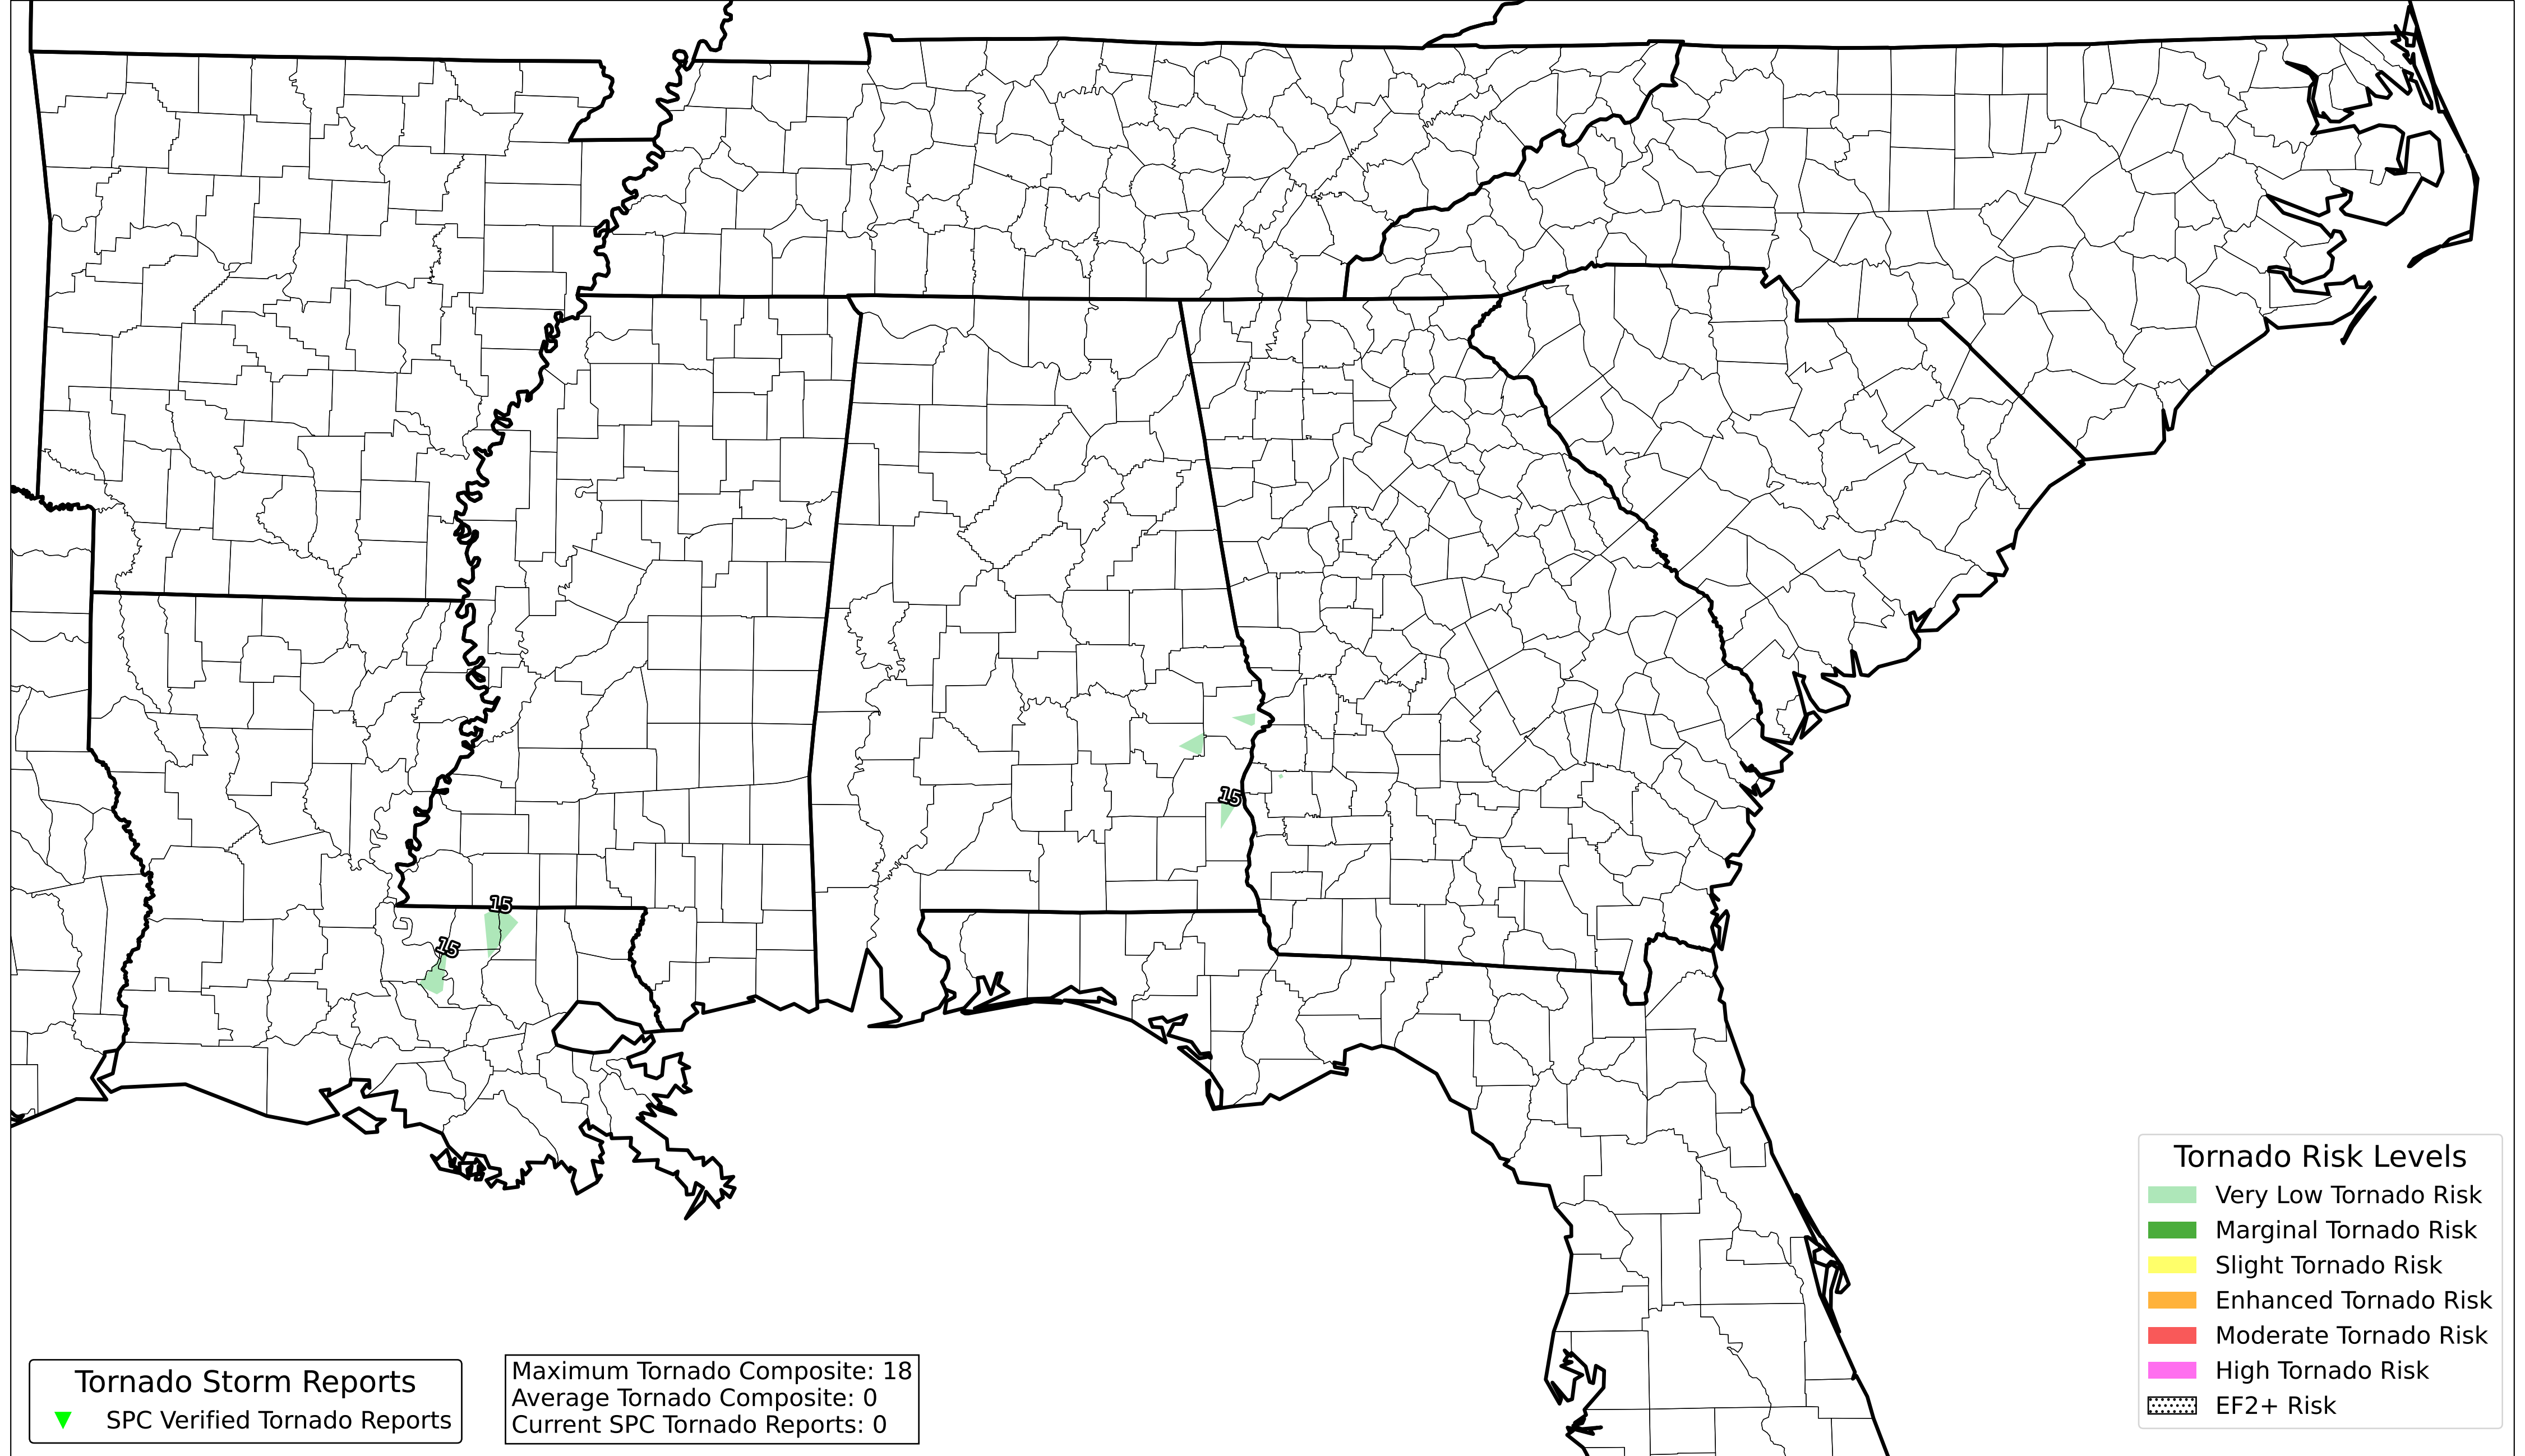 15
15
15
Tornado Risk Levels
Very Low Tornado Risk
Marginal Tornado Risk
Slight Tornado Risk
Enhanced Tornado Risk
Moderate Tornado Risk
High Tornado Risk
EF2+ Risk
Tornado Storm Reports
SPC Verified Tornado Reports
Maximum Tornado Composite: 18
Average Tornado Composite: 0
Current SPC Tornado Reports: 0